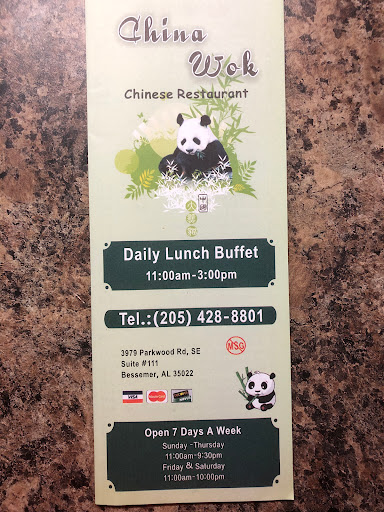 China
Wok
Chinese Restaurant
Daily Lunch Buffet
11:00am-3:00pm
Tel.:(205) 428-8801
3979 Parkwood Rd, SE
Suite #111
Bessemer, AL 35022
MSG
VISA
MasterCard
Open 7 Days A Week
Sunday -Thursday
11:00am-9:30pm
Friday & Saturday
11:00am-10:00pm